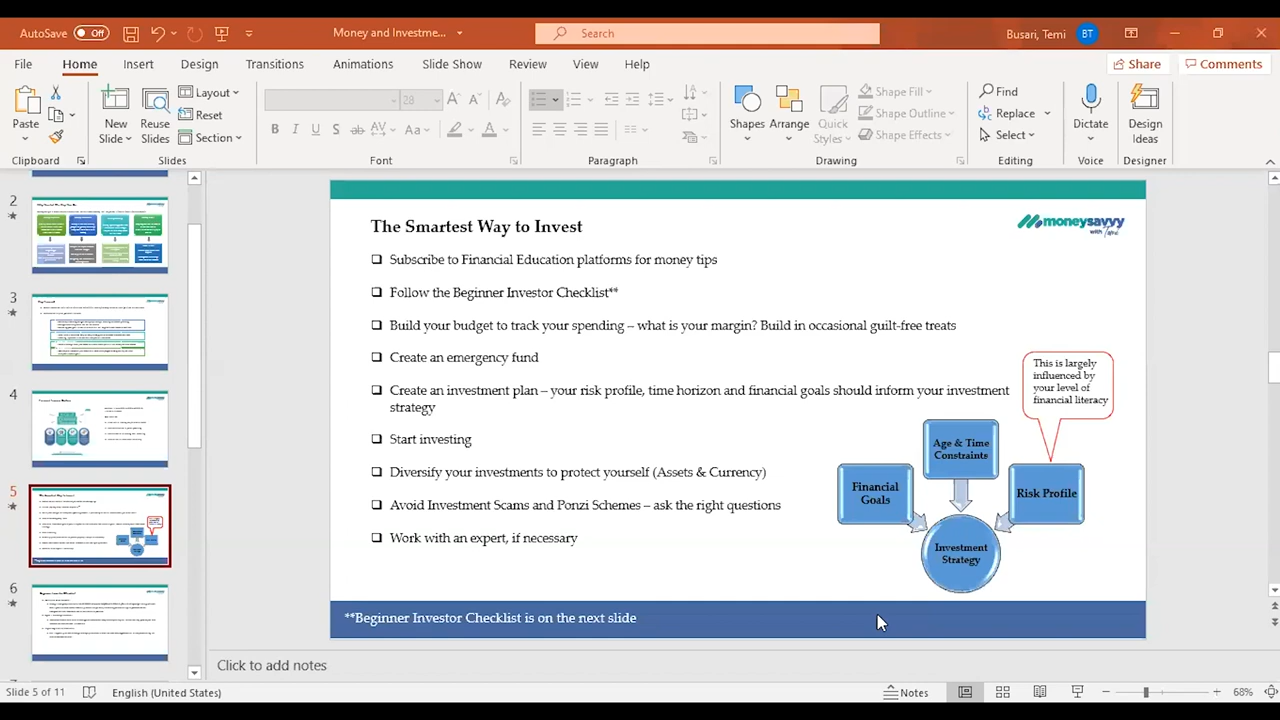 AutoSave Off
Money and Investme...
Search
Busari, Temi BT
File Home Insert Design Transitions Animations Slide Show Review View Help
Share Comments
Paste
Clipboard
New Slide
Reuse Slides
Layout
Reset
Section
Slides
28
Font
Paragraph
Shapes
Arrange
Quick Styles
Shape Fill
Shape Outline
Shape Effects
Drawing
Find
Replace
Select
Editing
Dictate
Voice
Design Ideas
Designer
2
3
4
5
6
The Smartest Way to Invest
moneysavvy
with Temi
Subscribe to Financial Education platforms for money tips
Follow the Beginner Investor Checklist**
Build your budget to track your spending – what is your margin? Build in occasional guilt-free treats
Create an emergency fund
Create an investment plan – your risk profile, time horizon and financial goals should inform your investment
strategy
Start investing
Diversify your investments to protect yourself (Assets & Currency)
Avoid Investment Scams and Ponzi Schemes – ask the right questions
Work with an expert, if necessary
This is largely
influenced by
your level of
financial literacy
Age & Time
Constraints
Financial
Goals
Risk Profile
Investment
Strategy
*Beginner Investor Checklist is on the next slide
Click to add notes
Slide 5 of 11
English (United States)
Notes
68%